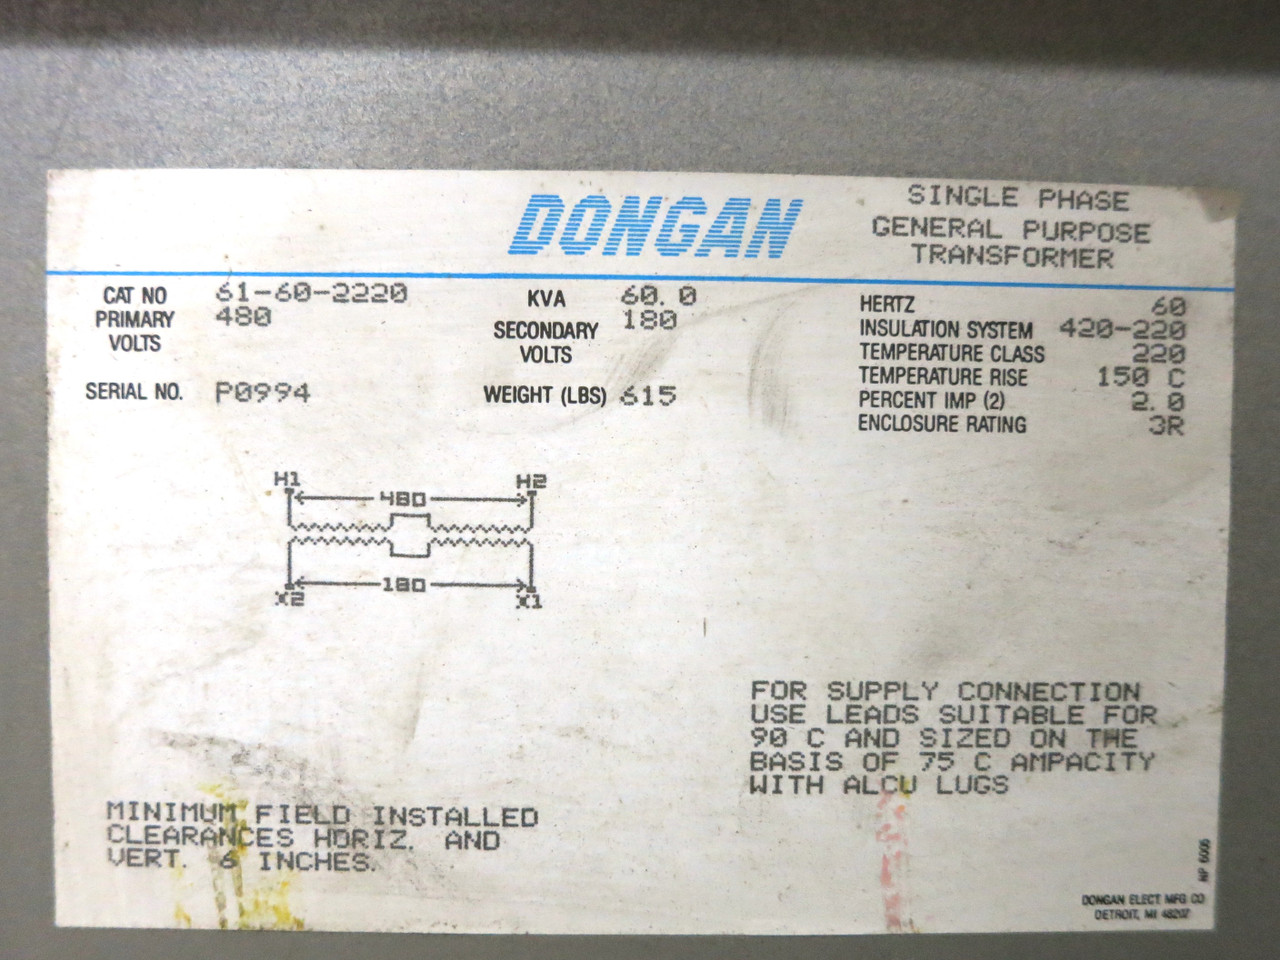 DONGAN
SINGLE PHASE
GENERAL PURPOSE
TRANSFORMER
CAT NO 61-60-2220
PRIMARY VOLTS 480
SERIAL NO. P0994
KVA 60.0
SECONDARY VOLTS 180
WEIGHT (LBS) 615
HERTZ 60
INSULATION SYSTEM 420-220
TEMPERATURE CLASS 220
TEMPERATURE RISE 150 C
PERCENT IMP (2) 2.0
ENCLOSURE RATING 3R
H1 H2
480
180
X2 X1
FOR SUPPLY CONNECTION
USE LEADS SUITABLE FOR
90 C AND SIZED ON THE
BASIS OF 75 C AMPACITY
WITH ALCU LUGS
MINIMUM FIELD INSTALLED
CLEARANCES HORIZ. AND
VERT. 6 INCHES.
NP 6006
DONGAN ELECT MFG CO
DETROIT, MI 48207